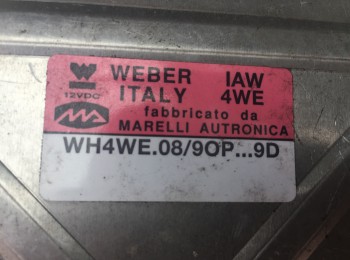 WEBER IAW
12VDC ITALY 4WE
fabbricato da
MARELLI AUTRONICA
WH4WE.08/9OP...9D